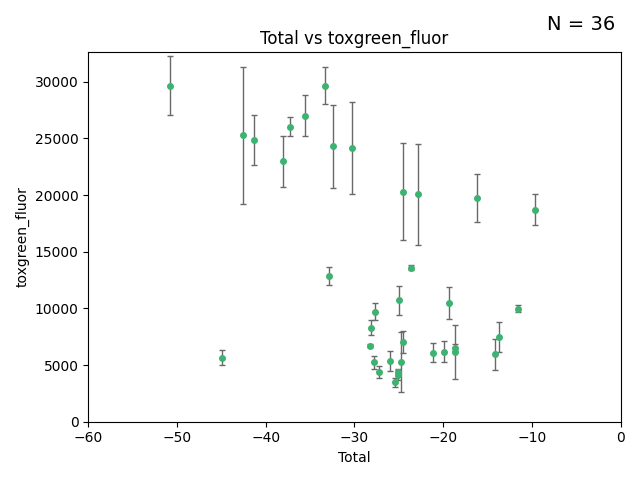 N = 36
Total vs toxgreen_fluor
30000
25000
20000
15000
10000
5000
0
toxgreen_fluor
−60 −50 −40 −30 −20 −10 0
Total